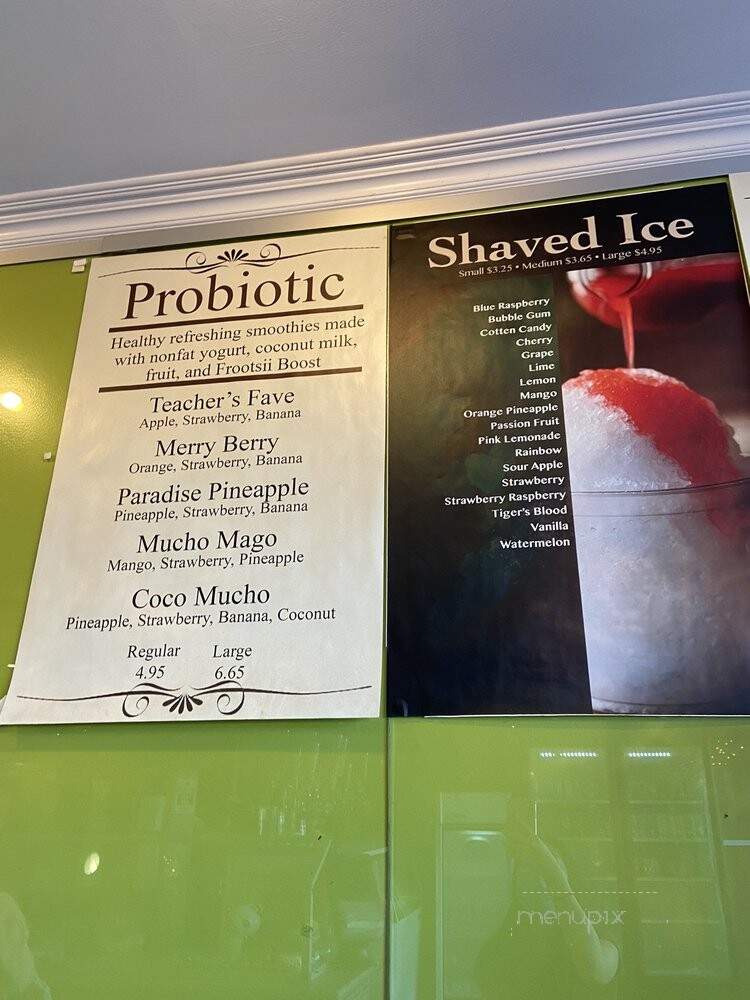 Probiotic
Healthy refreshing smoothies made
with nonfat yogurt, coconut milk,
fruit, and Frootsii Boost
Teacher's Fave
Apple, Strawberry, Banana
Merry Berry
Orange, Strawberry, Banana
Paradise Pineapple
Pineapple, Strawberry, Banana
Mucho Mago
Mango, Strawberry, Pineapple
Coco Mucho
Pineapple, Strawberry, Banana, Coconut
Regular Large
4.95 6.65
Shaved Ice
Small $3.25 • Medium $3.65 • Large $4.95
Blue Raspberry
Bubble Gum
Cotten Candy
Cherry
Grape
Lime
Lemon
Mango
Orange Pineapple
Passion Fruit
Pink Lemonade
Rainbow
Sour Apple
Strawberry
Strawberry Raspberry
Tiger's Blood
Vanilla
Watermelon
menupix